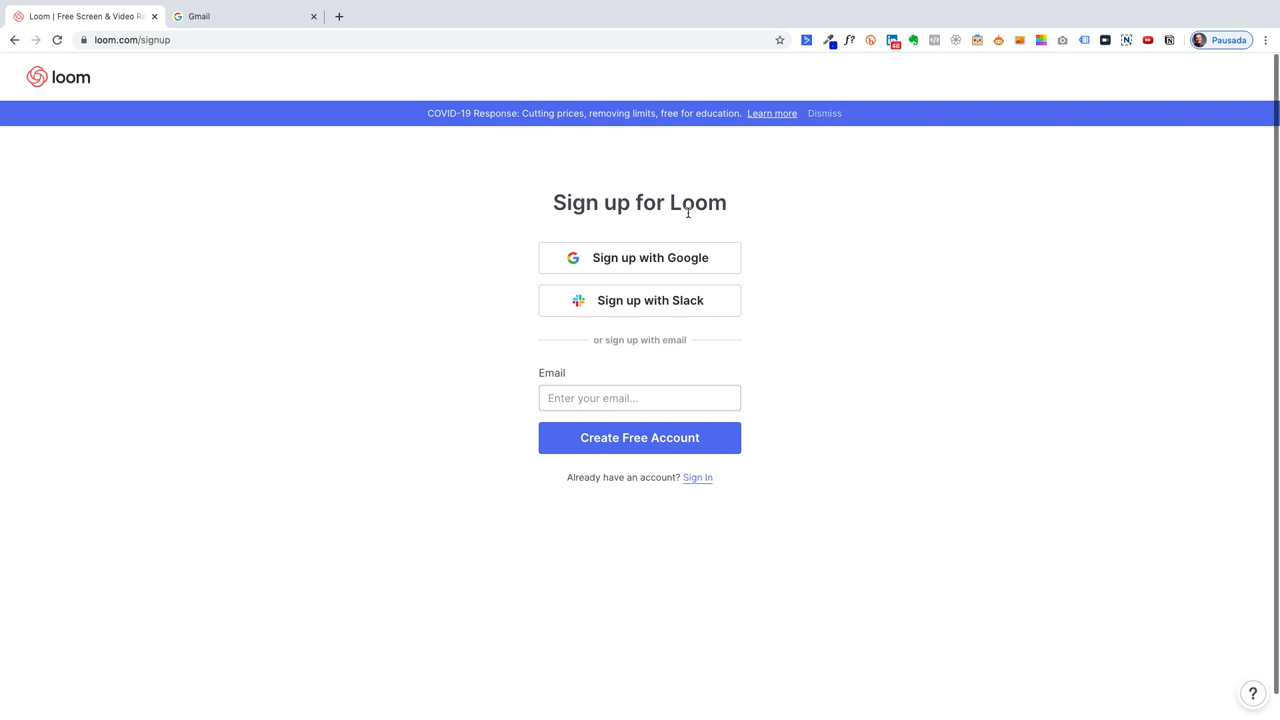 Loom | Free Screen & Video Re
Gmail
loom.com/signup
f?
48
N
Pausada
loom
COVID-19 Response: Cutting prices, removing limits, free for education. Learn more Dismiss
Sign up for Loom
Sign up with Google
Sign up with Slack
or sign up with email
Email
Enter your email...
Create Free Account
Already have an account? Sign In
?